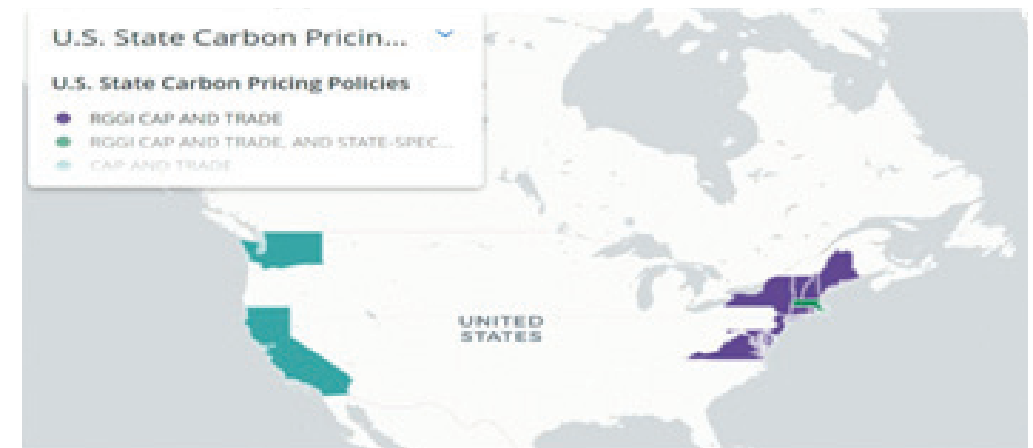 U.S. State Carbon Pricin...
U.S. State Carbon Pricing Policies
RGGI CAP AND TRADE
RGGI CAP AND TRADE, AND STATE-SPEC...
CAP AND TRADE
UNITED
STATES